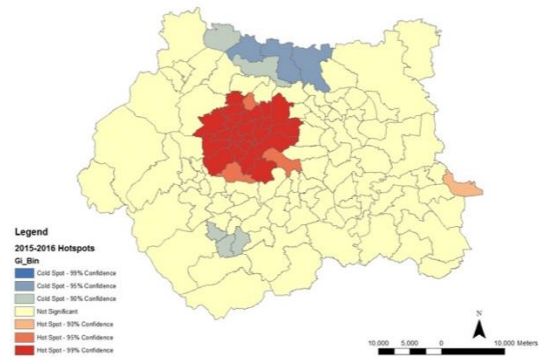 Legend
2015-2016 Hotspots
Gi_Bin
Cold Spot - 99% Confidence
Cold Spot - 95% Confidence
Cold Spot - 90% Confidence
Not Significant
Hot Spot - 90% Confidence
Hot Spot - 95% Confidence
Hot Spot - 99% Confidence
N
10,000 5,000 0 10,000 Meters